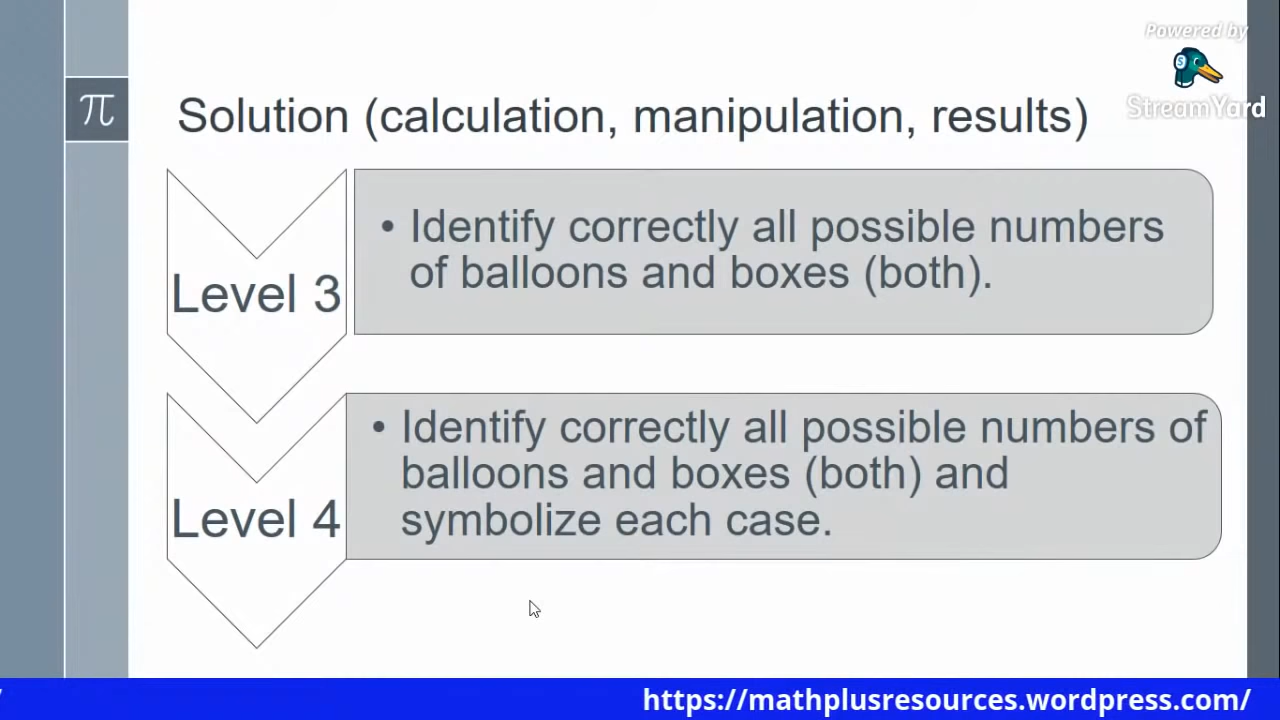 Powered by
StreamYard
π
Solution (calculation, manipulation, results)
Level 3
• Identify correctly all possible numbers
of balloons and boxes (both).
Level 4
• Identify correctly all possible numbers of
balloons and boxes (both) and
symbolize each case.
/
https://mathplusresources.wordpress.com/